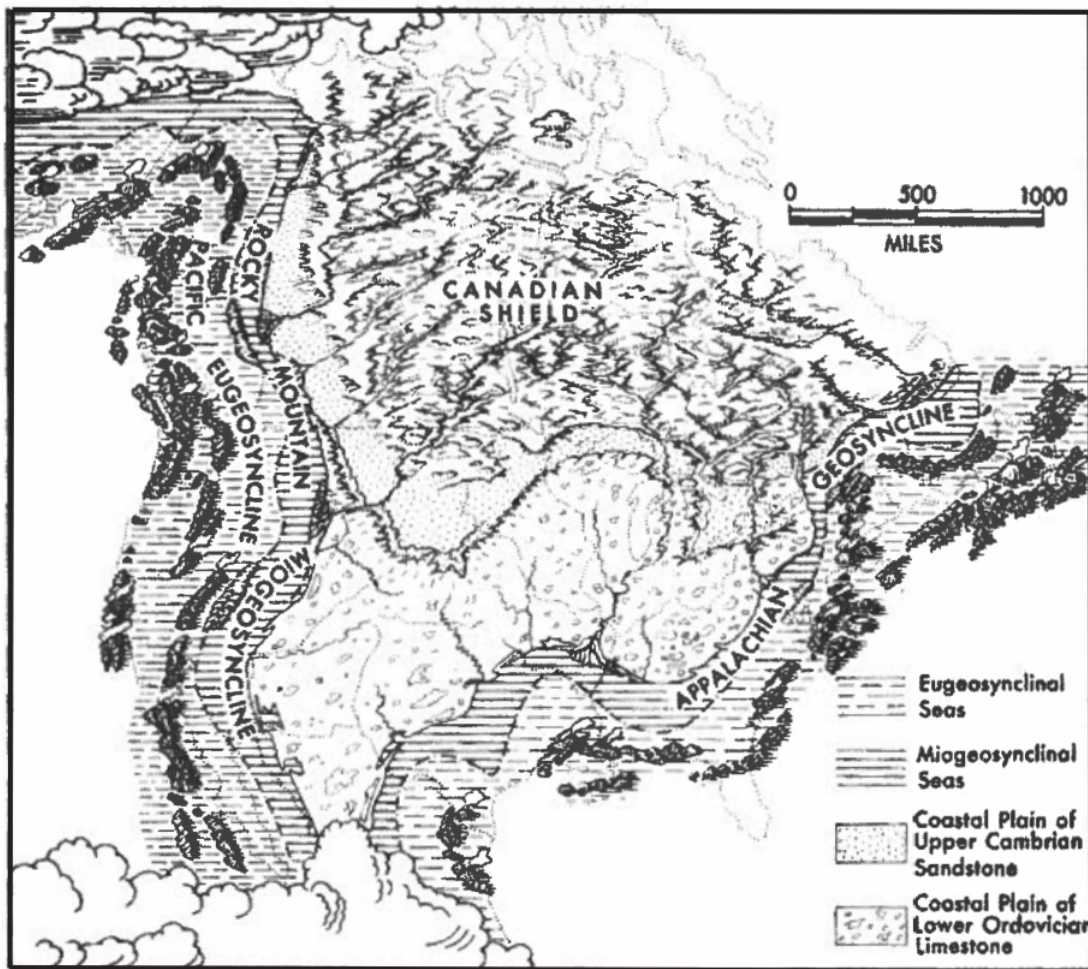 0 500 1000
MILES
CANADIAN
SHIELD
ROCKY
MOUNTAIN
MIOGEOSYNCLINE
PACIFIC
EUGEOSYNCLINE
APPALACHIAN
GEOSYNCLINE
Eugeosynclinal
Seas
Miogeosynclinal
Seas
Coastal Plain of
Upper Cambrian
Sandstone
Coastal Plain of
Lower Ordovician
Limestone